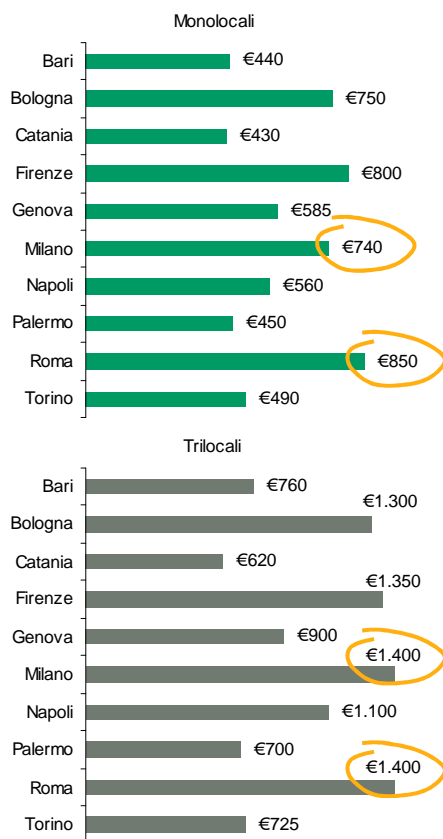 Monolocali
Bari €440
Bologna €750
Catania €430
Firenze €800
Genova €585
Milano €740
Napoli €560
Palermo €450
Roma €850
Torino €490
Trilocali
Bari €760
Bologna €1.300
Catania €620
Firenze €1.350
Genova €900
Milano €1.400
Napoli €1.100
Palermo €700
Roma €1.400
Torino €725